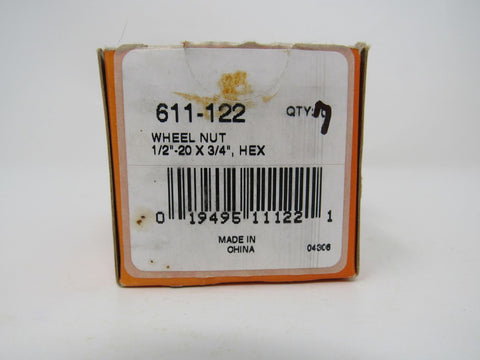 611-122
QTY: 7
WHEEL NUT
1/2"-20 X 3/4", HEX
0 19495 11122 1
MADE IN
CHINA
04306